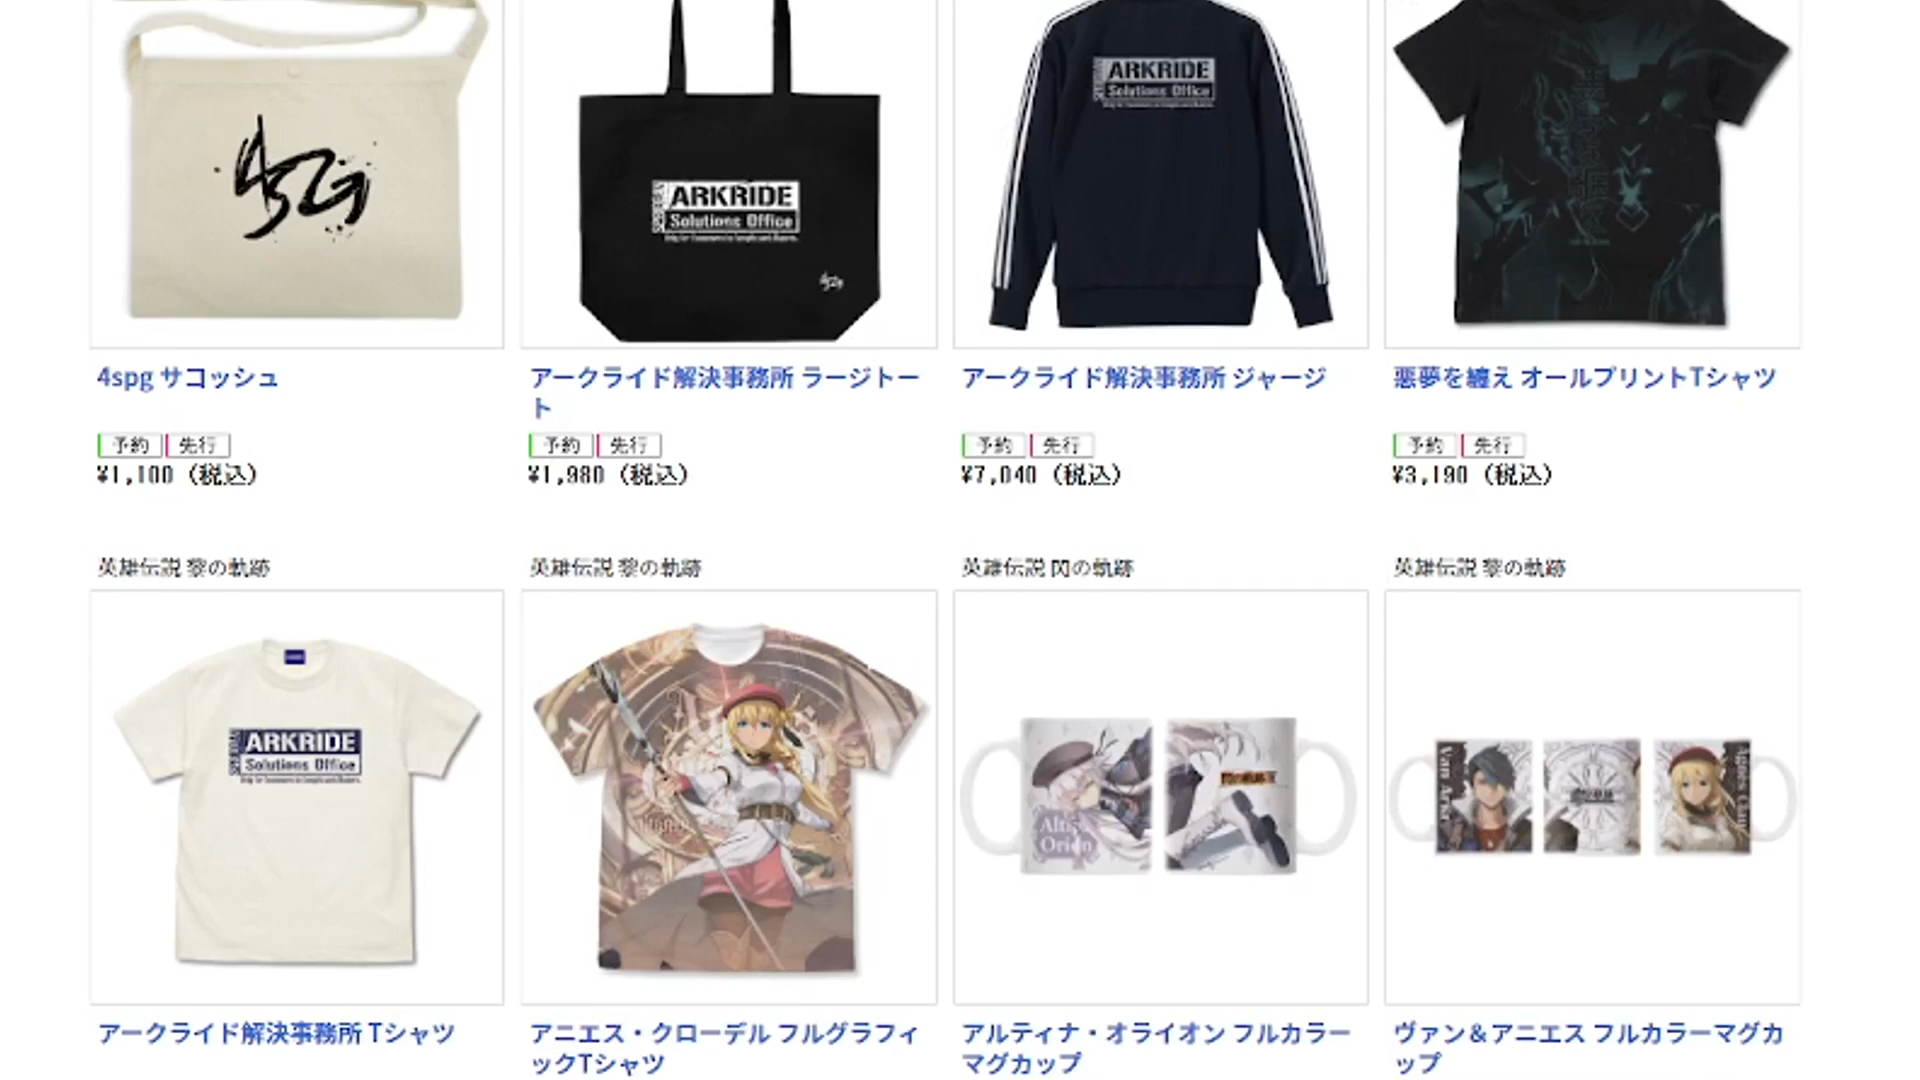 ARKRIDE
Solutions Office
ARKRIDE
Solutions Office
4spg サコッシュ
アークライド解決事務所 ラージトー
ト
アークライド解決事務所 ジャージ
悪夢を纏え オールプリントTシャツ
予約 先行
予約 先行
予約 先行
予約 先行
¥1,100 (税込)
¥1,980 (税込)
¥7,040 (税込)
¥3,190 (税込)
英雄伝説 黎の軌跡
英雄伝説 黎の軌跡
英雄伝説 閃の軌跡
英雄伝説 黎の軌跡
ARKRIDE
Solutions Office
アークライド解決事務所 Tシャツ
アニエス・クローデル フルグラフィ
ックTシャツ
アルティナ・オライオン フルカラー
マグカップ
ヴァン＆アニエス フルカラーマグカ
ップ